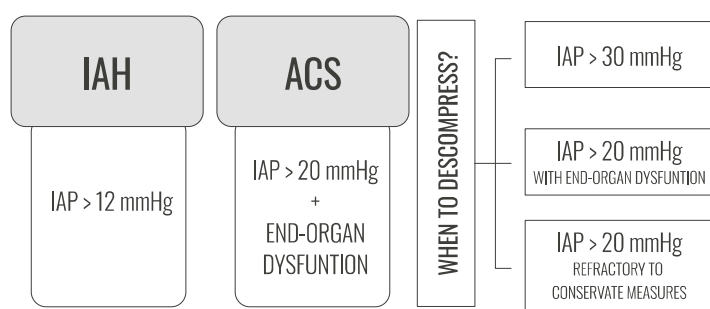 IAH
IAP > 12 mmHg
ACS
IAP > 20 mmHg
+
END-ORGAN
DYSFUNTION
WHEN TO DESCOMPRESS?
IAP > 30 mmHg
IAP > 20 mmHg
WITH END-ORGAN DYSFUNTION
IAP > 20 mmHg
REFRACTORY TO
CONSERVATE MEASURES